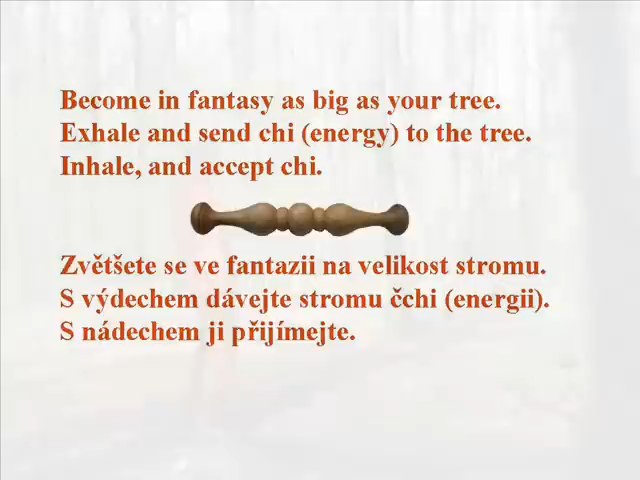 Become in fantasy as big as your tree.
Exhale and send chi (energy) to the tree.
Inhale, and accept chi.
Zvětšete se ve fantazii na velikost stromu.
S výdechem dávejte stromu čchi (energii).
S nádechem ji přijímejte.